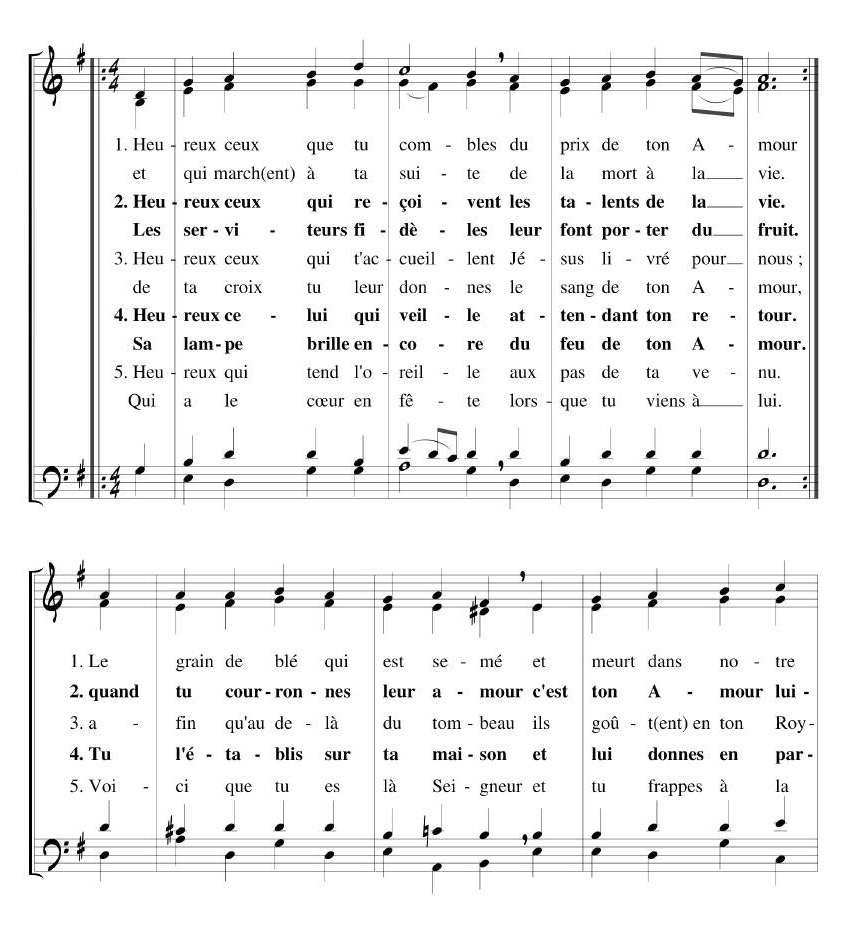 1. Heu - reux ceux que tu com - bles du prix de ton A - mour
et qui march(ent) à ta sui - te de la mort à la vie.
2. Heu - reux ceux qui re - çoi - vent les ta - lents de la vie.
Les ser - vi - teurs fi - dè - les leur font por - ter du fruit.
3. Heu - reux ceux qui t'ac - cueil - lent Jé - sus li - vré pour nous ;
de ta croix tu leur don - nes le sang de ton A - mour,
4. Heu - reux ce - lui qui veil - le at - ten - dant ton re - tour.
Sa lam - pe brille en - co - re du feu de ton A - mour.
5. Heu - reux qui tend l'o - reil - le aux pas de ta ve - nu.
Qui a le cœur en fê - te lors - que tu viens à lui.
1. Le grain de blé qui est se - mé et meurt dans no - tre
2. quand tu cour - ron - nes leur a - mour c'est ton A - mour lui -
3. a - fin qu'au de - là du tom - beau ils goû - t(ent) en ton Roy -
4. Tu l'é - ta - blis sur ta mai - son et lui donnes en par -
5. Voi - ci que tu es là Sei - gneur et tu frappes à la